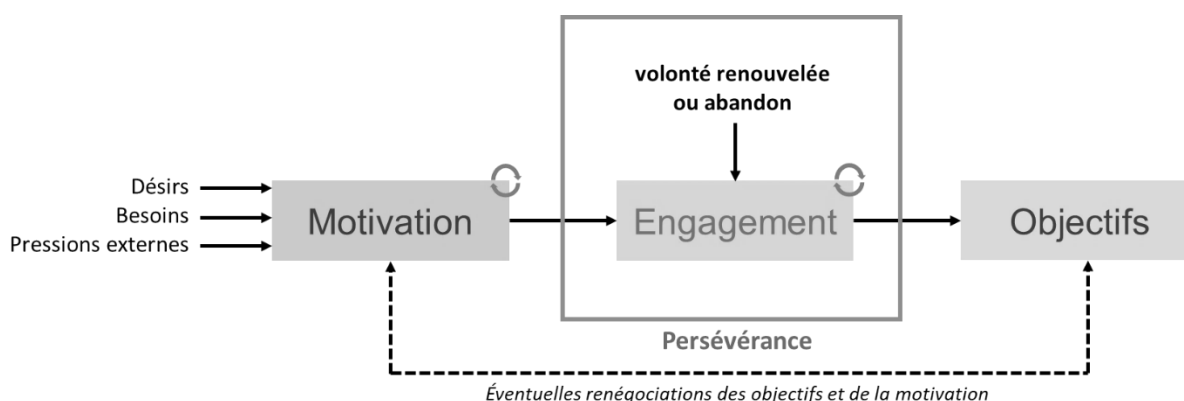 volonté renouvelée
ou abandon
Désirs
Besoins
Pressions externes
Motivation
Engagement
Objectifs
Persévérance
Éventuelles renégociations des objectifs et de la motivation